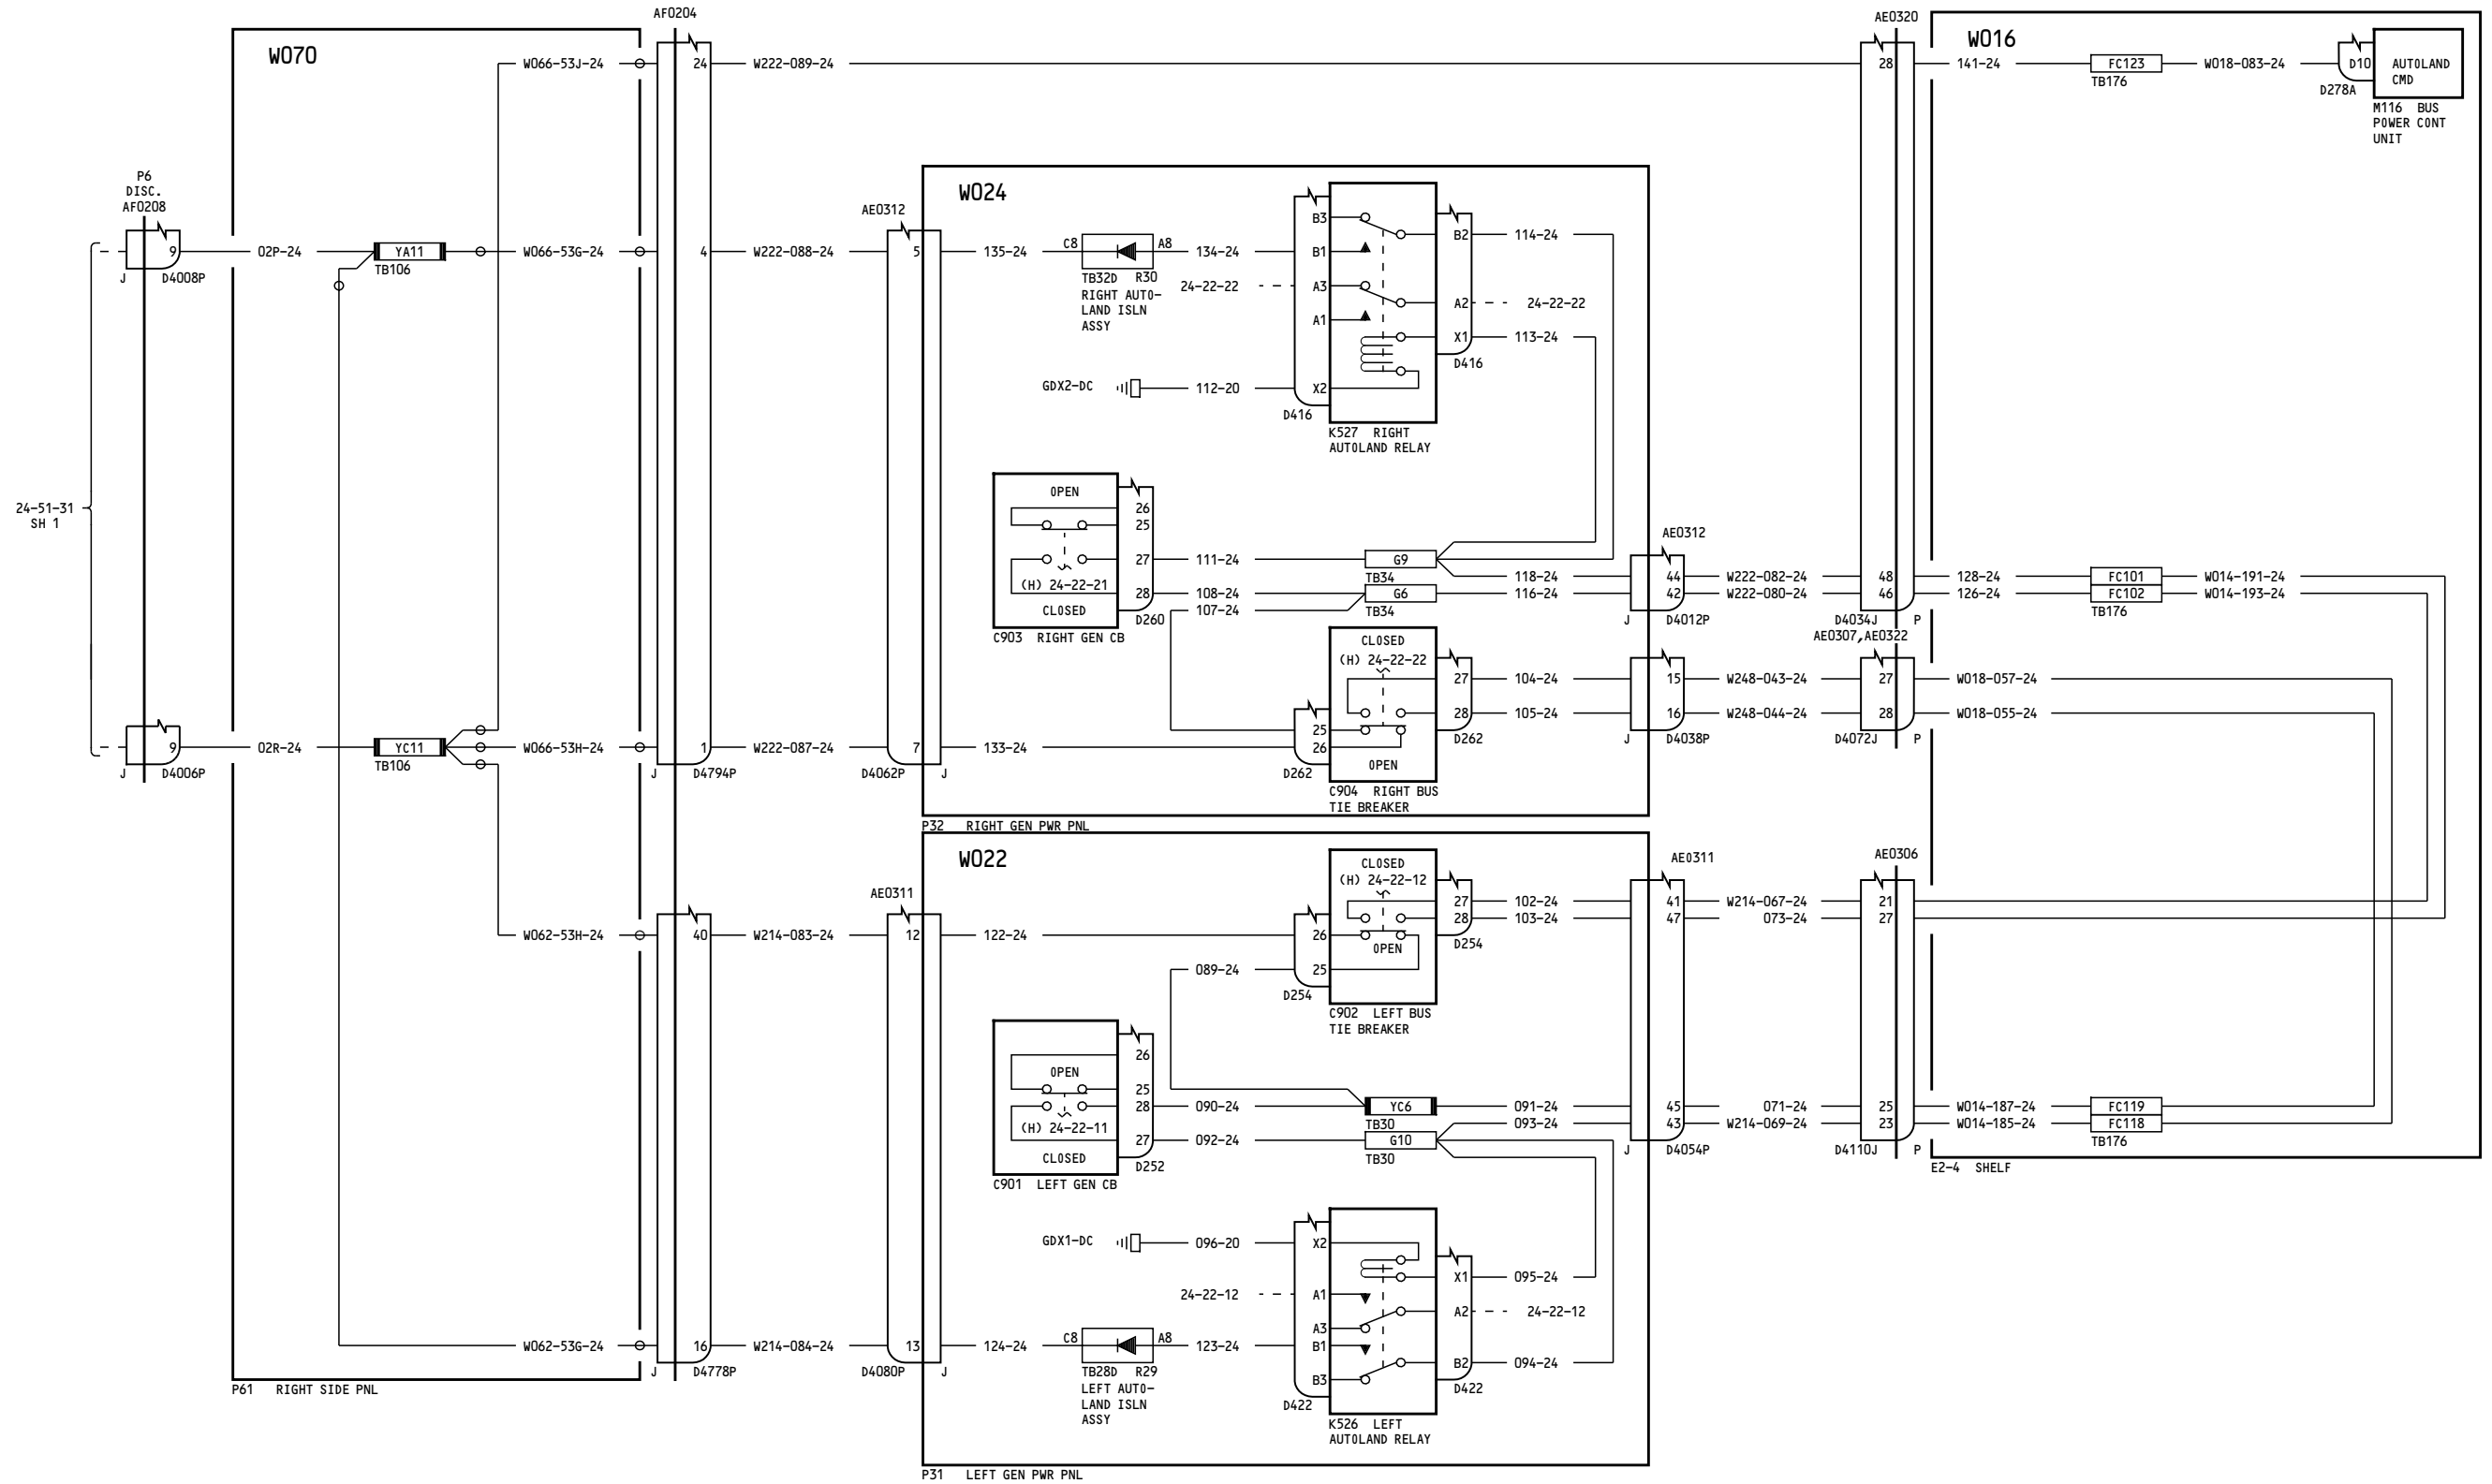 AF0204
AE0320
W070
W066-53J-24
24
W222-089-24
28
W016
141-24
FC123
TB176
W018-083-24
D10
D278A
AUTOLAND
CMD
M116 BUS
POWER CONT
UNIT
P6
DISC.
AF0208
9
J
D4008P
02P-24
YA11
TB106
W066-53G-24
4
W222-088-24
AE0312
5
W024
135-24
C8
A8
TB32D R30
RIGHT AUTO-
LAND ISLN
ASSY
134-24
24-22-22
B3
B1
A3
A1
X2
D416
B2
A2
X1
D416
114-24
24-22-22
113-24
GDX2-DC
112-20
K527 RIGHT
AUTOLAND RELAY
24-51-31
SH 1
OPEN
26
25
27
(H) 24-22-21
28
CLOSED
D260
C903 RIGHT GEN CB
111-24
108-24
107-24
G9
TB34
G6
TB34
118-24
116-24
AE0312
44
42
J
D4012P
W222-082-24
W222-080-24
48
46
D4034J
P
128-24
126-24
FC101
FC102
TB176
W014-191-24
W014-193-24
AE0307,AE0322
CLOSED
(H) 24-22-22
27
28
25
26
D262
OPEN
D262
C904 RIGHT BUS
TIE BREAKER
104-24
105-24
15
16
J
D4038P
W248-043-24
W248-044-24
27
28
D4072J
P
W018-057-24
W018-055-24
9
J
D4006P
02R-24
YC11
TB106
W066-53H-24
1
J
D4794P
W222-087-24
7
D4062P
J
133-24
P32 RIGHT GEN PWR PNL
W022
AE0311
W062-53H-24
40
W214-083-24
12
122-24
CLOSED
(H) 24-22-12
27
28
26
OPEN
25
D254
D254
C902 LEFT BUS
TIE BREAKER
102-24
103-24
089-24
AE0311
41
47
W214-067-24
073-24
AE0306
21
27
26
OPEN
25
28
(H) 24-22-11
27
CLOSED
D252
C901 LEFT GEN CB
090-24
092-24
YC6
TB30
G10
TB30
091-24
093-24
45
43
J
D4054P
071-24
W214-069-24
25
23
D4110J
P
W014-187-24
W014-185-24
FC119
FC118
TB176
E2-4 SHELF
GDX1-DC
096-20
24-22-12
X2
A1
A3
B1
B3
D422
X1
A2
B2
D422
095-24
24-22-12
094-24
K526 LEFT
AUTOLAND RELAY
W062-53G-24
16
J
D4778P
W214-084-24
13
D4080P
J
124-24
C8
A8
TB28D R29
LEFT AUTO-
LAND ISLN
ASSY
123-24
P61 RIGHT SIDE PNL
P31 LEFT GEN PWR PNL